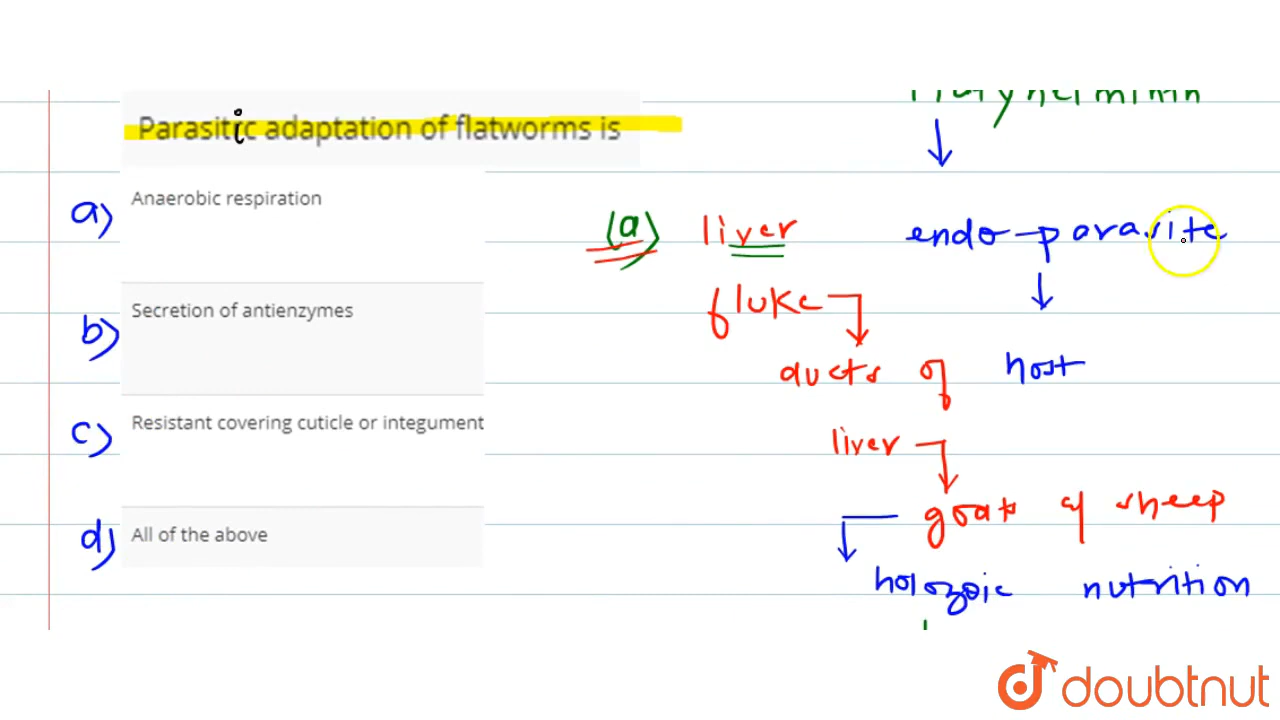 Parasitic adaptation of flatworms is
a) Anaerobic respiration
b) Secretion of antienzymes
c) Resistant covering cuticle or integument
d) All of the above
endo-parasite
host
(a) liver
fluke
ducts of
liver
goats of sheep
holozoic nutrition
doubtnut